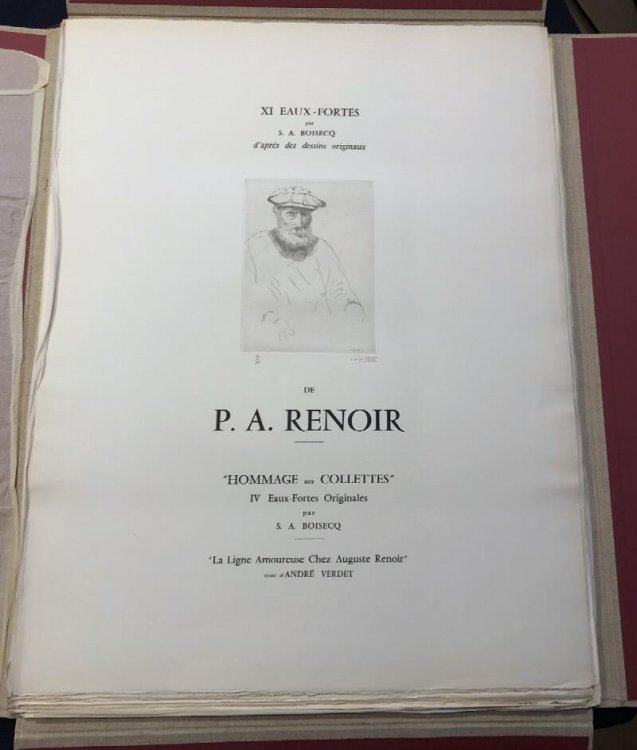 XI EAUX-FORTES
par
S. A. BOISECQ
d'après des dessins originaux
DE
P. A. RENOIR
"HOMMAGE aux COLLETTES"
IV Eaux-Fortes Originales
par
S. A. BOISECQ
"La Ligne Amoureuse Chez Auguste Renoir"
texte d'ANDRÉ VERDET